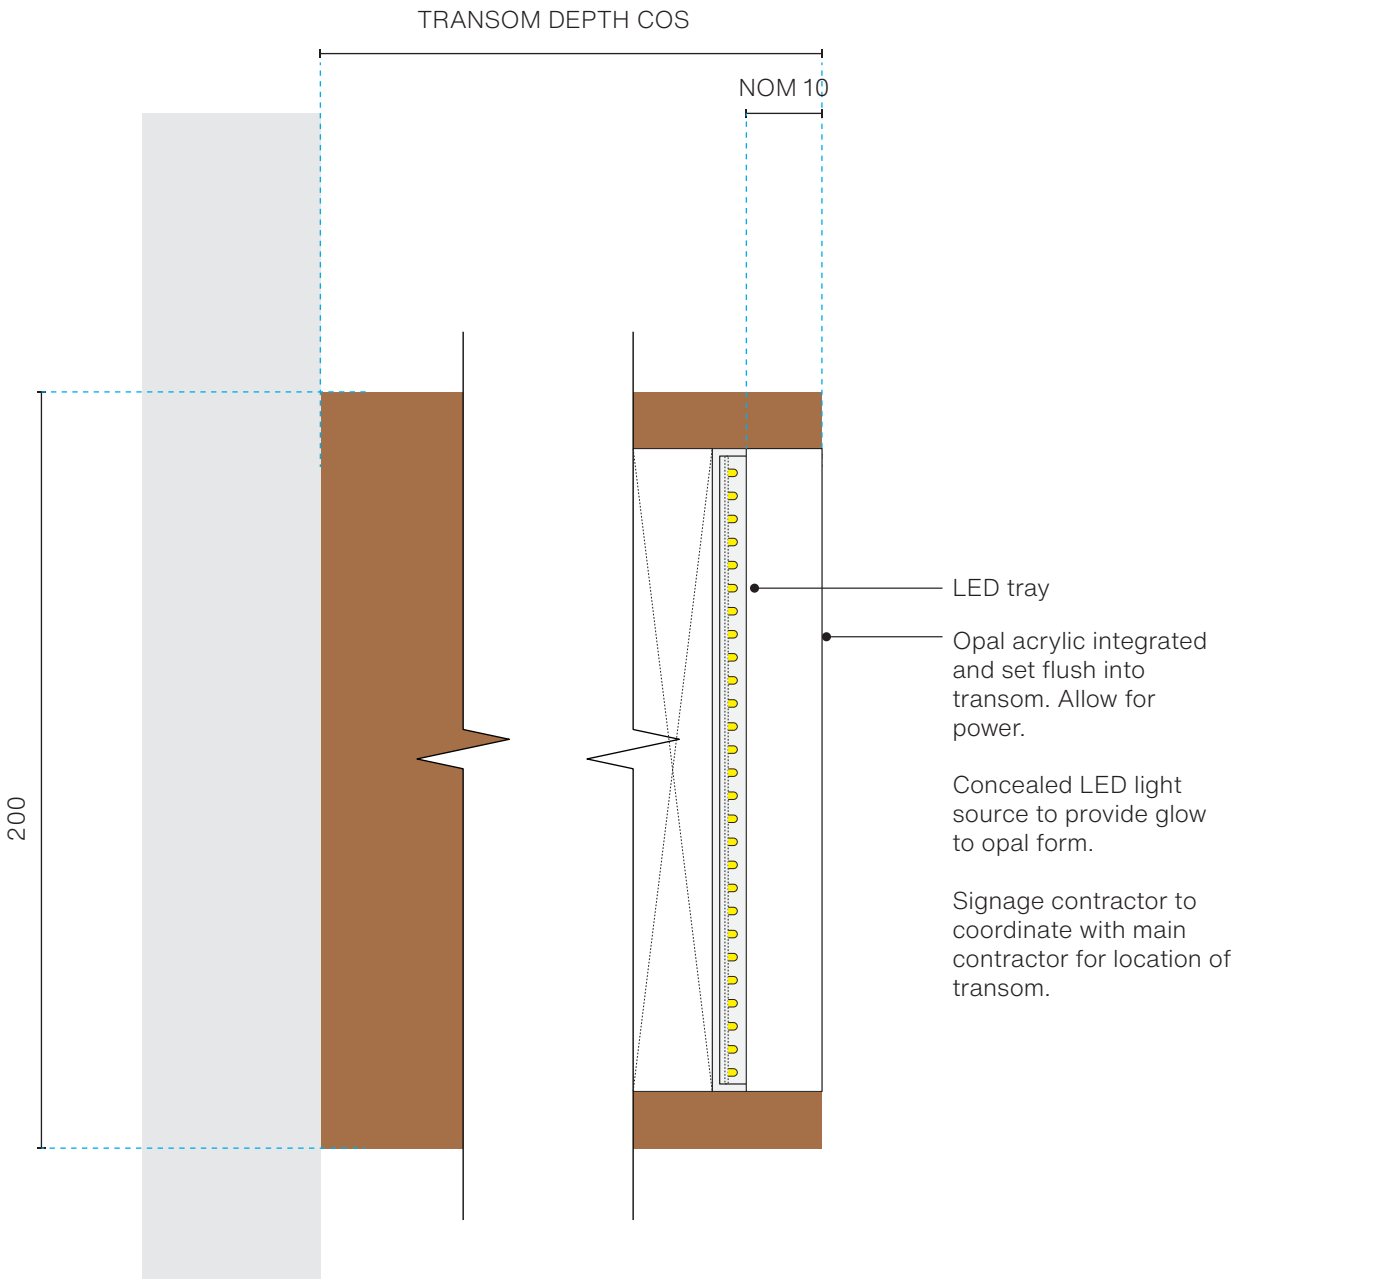 TRANSOM DEPTH COS
NOM 10
LED tray
Opal acrylic integrated
and set flush into
transom. Allow for
power.
Concealed LED light
source to provide glow
to opal form.
Signage contractor to
coordinate with main
contractor for location of
transom.
200